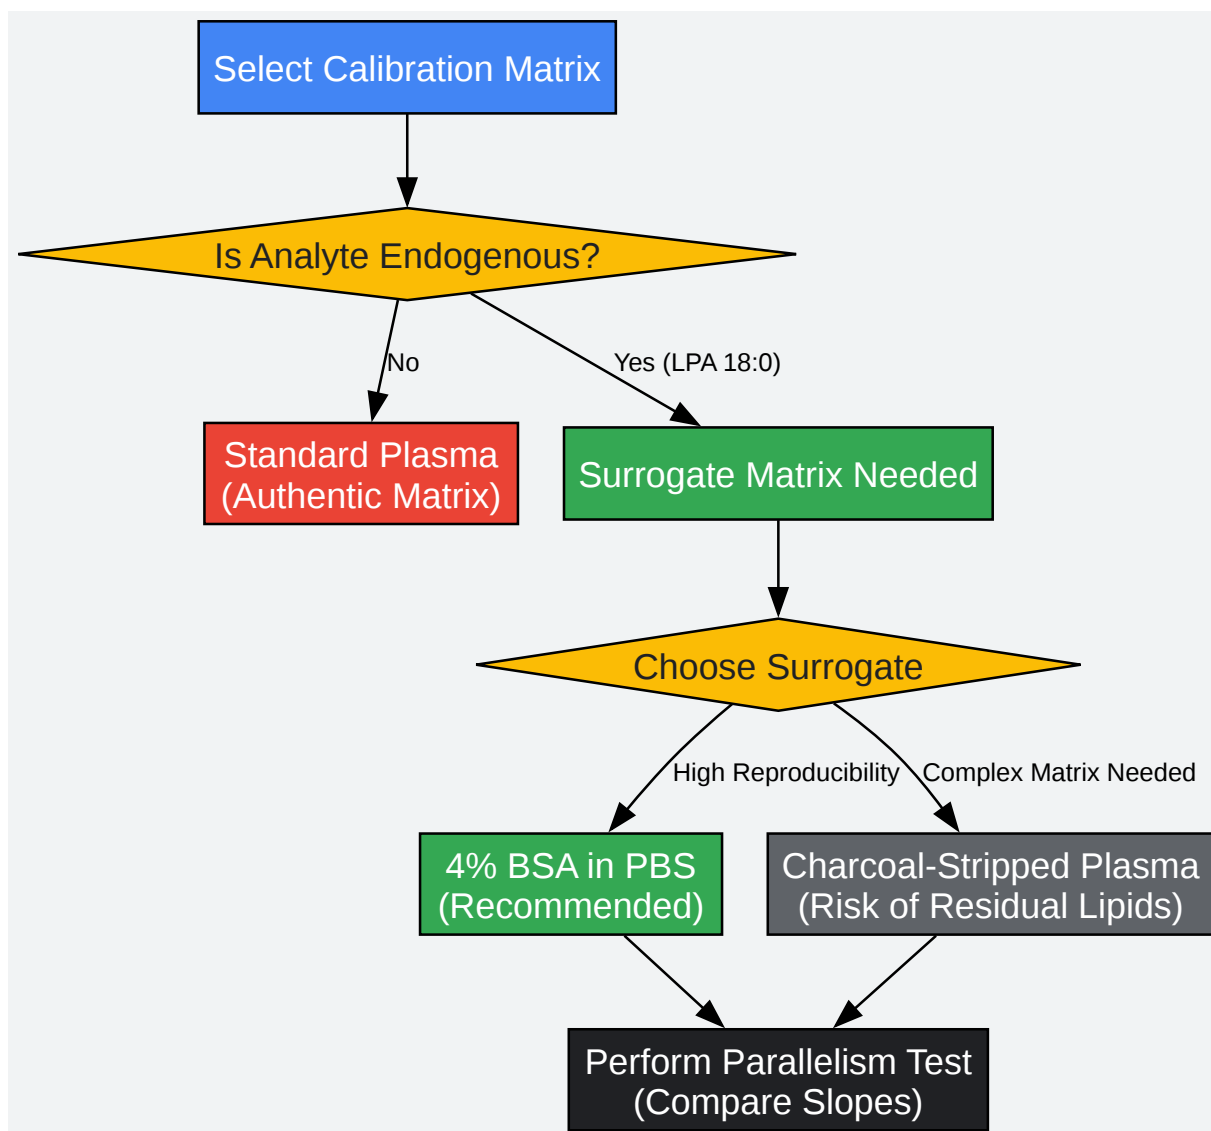 Select Calibration Matrix
Is Analyte Endogenous?
No
Yes (LPA 18:0)
Standard Plasma
(Authentic Matrix)
Surrogate Matrix Needed
Choose Surrogate
High Reproducibility
Complex Matrix Needed
4% BSA in PBS
(Recommended)
Charcoal-Stripped Plasma
(Risk of Residual Lipids)
Perform Parallelism Test
(Compare Slopes)